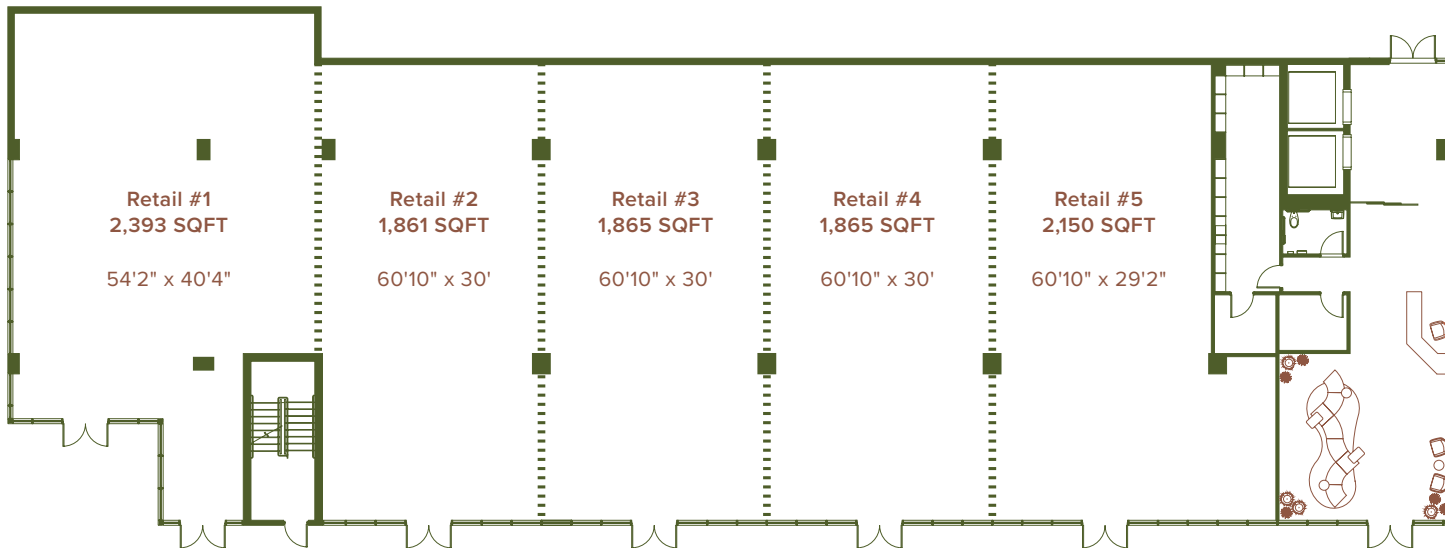 Retail #1
2,393 SQFT
54'2" x 40'4"
Retail #2
1,861 SQFT
60'10" x 30'
Retail #3
1,865 SQFT
60'10" x 30'
Retail #4
1,865 SQFT
60'10" x 30'
Retail #5
2,150 SQFT
60'10" x 29'2"